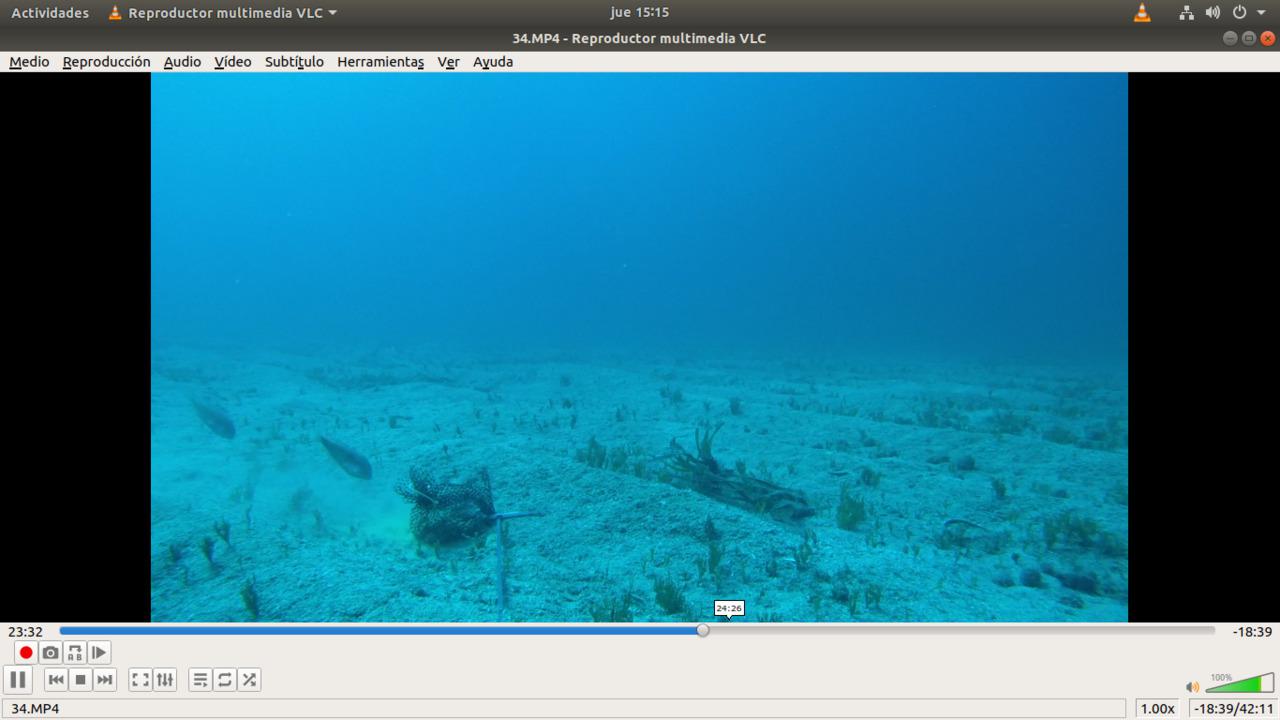 Actividades Reproductor multimedia VLC jue 15:15
34.MP4 - Reproductor multimedia VLC
Medio Reproducción Audio Vídeo Subtítulo Herramientas Ver Ayuda
24:26
23:32 -18:39
A B
100%
34.MP4 1.00x -18:39/42:11